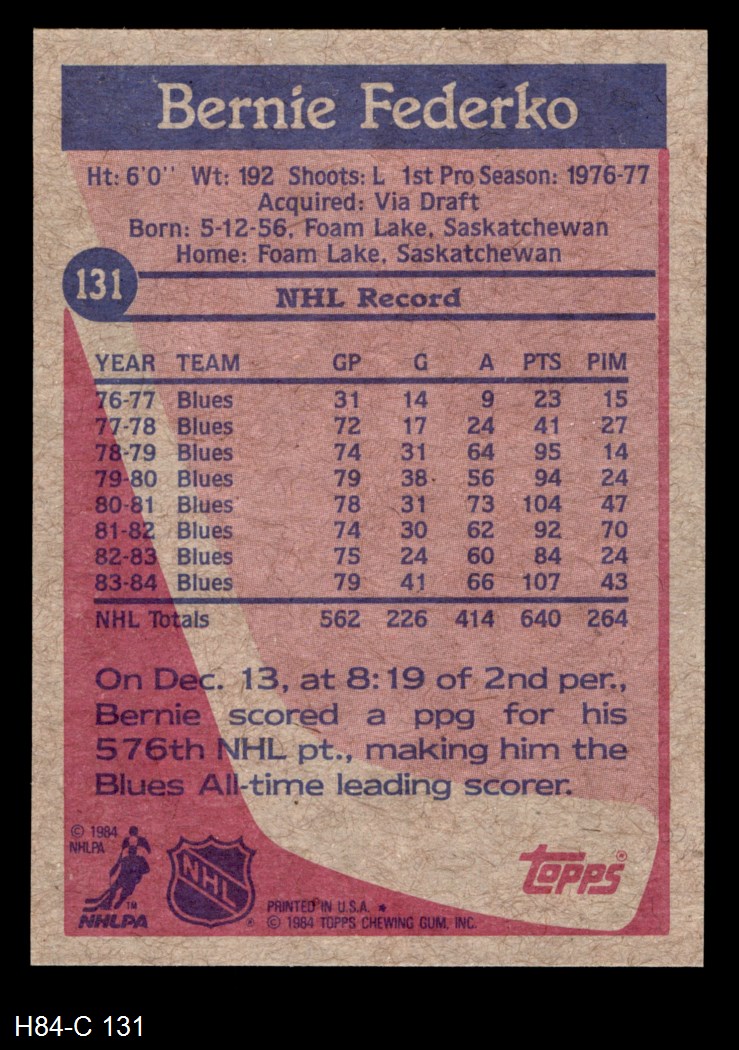 Bernie Federko
Ht: 6'0" Wt: 192 Shoots: L 1st Pro Season: 1976-77
Acquired: Via Draft
Born: 5-12-56, Foam Lake, Saskatchewan
Home: Foam Lake, Saskatchewan
131
NHL Record
YEAR TEAM GP G A PTS PIM
76-77 Blues 31 14 9 23 15
77-78 Blues 72 17 24 41 27
78-79 Blues 74 31 64 95 14
79-80 Blues 79 38 56 94 24
80-81 Blues 78 31 73 104 47
81-82 Blues 74 30 62 92 70
82-83 Blues 75 24 60 84 24
83-84 Blues 79 41 66 107 43
NHL Totals 562 226 414 640 264
On Dec. 13, at 8:19 of 2nd per.,
Bernie scored a ppg for his
576th NHL pt., making him the
Blues All-time leading scorer.
© 1984
NHLPA
TM
NHLPA
NHL
®
PRINTED IN U.S.A. *
© 1984 TOPPS CHEWING GUM, INC.
topps®
H84-C 131